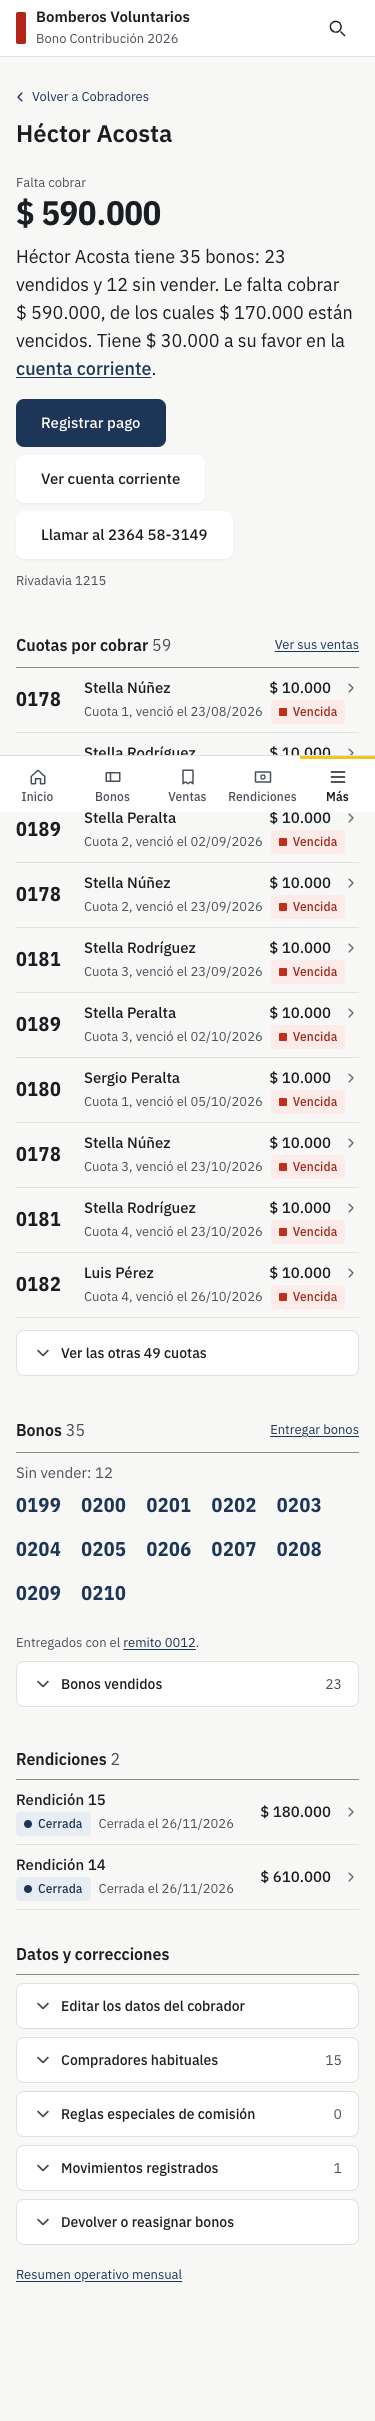 Bomberos Voluntarios
Bono Contribución 2026
Volver a Cobradores
Héctor Acosta
Falta cobrar
$ 590.000
Héctor Acosta tiene 35 bonos: 23
vendidos y 12 sin vender. Le falta cobrar
$ 590.000, de los cuales $ 170.000 están
vencidos. Tiene $ 30.000 a su favor en la
cuenta corriente.
Registrar pago
Ver cuenta corriente
Llamar al 2364 58-3149
Rivadavia 1215
Cuotas por cobrar 59 Ver sus ventas
0178 Stella Núñez $ 10.000
Cuota 1, venció el 23/08/2026 Vencida
Stella Rodríguez $ 10.000
Inicio Bonos Ventas Rendiciones Más
0189 Stella Peralta $ 10.000
Cuota 2, venció el 02/09/2026 Vencida
0178 Stella Núñez $ 10.000
Cuota 2, venció el 23/09/2026 Vencida
0181 Stella Rodríguez $ 10.000
Cuota 3, venció el 23/09/2026 Vencida
0189 Stella Peralta $ 10.000
Cuota 3, venció el 02/10/2026 Vencida
0180 Sergio Peralta $ 10.000
Cuota 1, venció el 05/10/2026 Vencida
0178 Stella Núñez $ 10.000
Cuota 3, venció el 23/10/2026 Vencida
0181 Stella Rodríguez $ 10.000
Cuota 4, venció el 23/10/2026 Vencida
0182 Luis Pérez $ 10.000
Cuota 4, venció el 26/10/2026 Vencida
Ver las otras 49 cuotas
Bonos 35 Entregar bonos
Sin vender: 12
0199 0200 0201 0202 0203
0204 0205 0206 0207 0208
0209 0210
Entregados con el remito 0012.
Bonos vendidos 23
Rendiciones 2
Rendición 15 $ 180.000
Cerrada Cerrada el 26/11/2026
Rendición 14 $ 610.000
Cerrada Cerrada el 26/11/2026
Datos y correcciones
Editar los datos del cobrador
Compradores habituales 15
Reglas especiales de comisión 0
Movimientos registrados 1
Devolver o reasignar bonos
Resumen operativo mensual